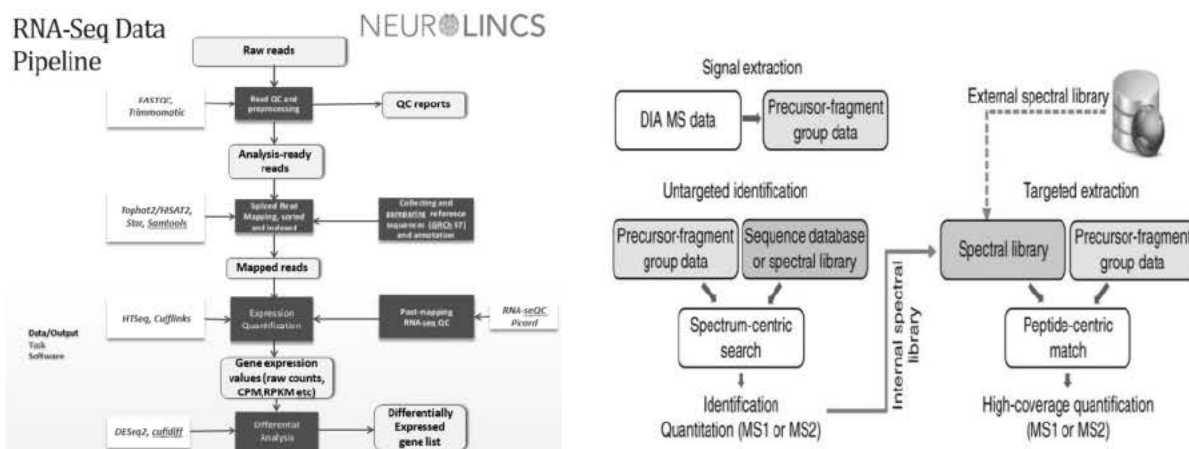 RNA-Seq Data
Pipeline
NEUROLINCS
Raw reads
FASTQC,
Trimmomatic
Read QC and
preprocessing
QC reports
Analysis-ready
reads
Tophat2/HISAT2,
Star, Samtools
Spliced Read
Mapping, sorted
and indexed
Collecting and
preparing reference
sequences (GRCh37)
and annotation
Mapped reads
HTSeq, Cufflinks
Expression
Quantification
Post-mapping
RNA-seq QC
RNA-seQC
Picard
Data/Output
Task
Software
Gene expression
values (raw counts,
CPM,RPKM etc)
DESeq2, cufidiff
Differential
Analysis
Differentially
Expressed
gene list
Signal extraction
DIA MS data
Precursor-fragment
group data
External spectral library
Untargeted identification
Precursor-fragment
group data
Sequence database
or spectral library
Spectrum-centric
search
Identification
Quantitation (MS1 or MS2)
Internal spectral
library
Targeted extraction
Spectral library
Precursor-fragment
group data
Peptide-centric
match
High-coverage quantification
(MS1 or MS2)